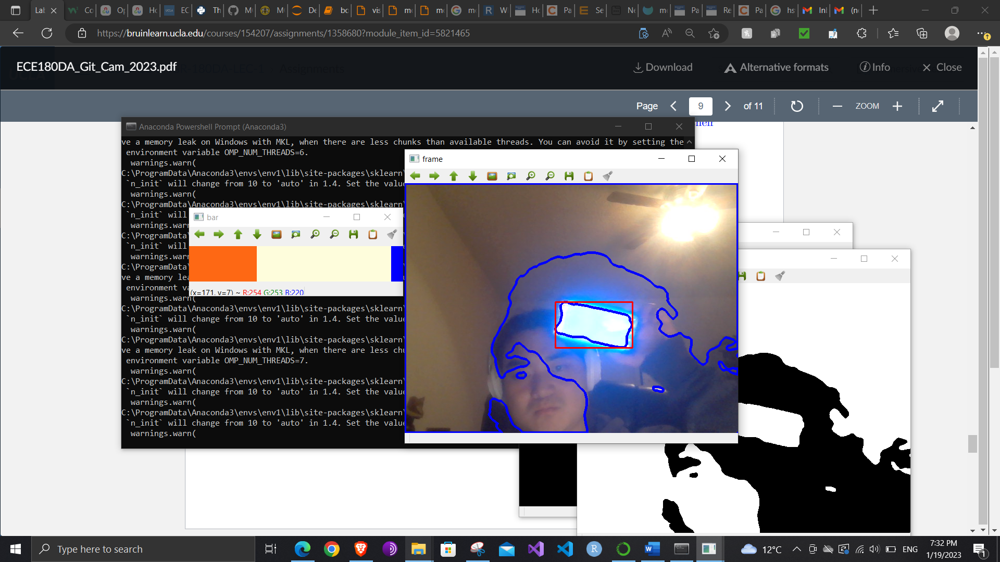 Lab
Co
Op
Ho
EC
Th
M
M
De
bo
vis
m
m
m
W
Ho
Pa
Se
Ne
m
Pa
Re
Pa
hs
In
(n
https://bruinlearn.ucla.edu/courses/154207/assignments/1358680?module_item_id=5821465
ECE180DA_Git_Cam_2023.pdf
Assignments
Download
Alternative formats
Info
Close
Page
9
of 11
ZOOM
Anaconda Powershell Prompt (Anaconda3)
ve a memory leak on Windows with MKL, when there are less chunks than available threads. You can avoid it by setting the
environment variable OMP_NUM_THREADS=6.
warnings.warn(
C:\ProgramData\Anaconda3\envs\env1\lib\site-packages\sklearn\
`n_init` will change from 10 to 'auto' in 1.4. Set the value
warnings.warn(
C:\ProgramData\Anaconda3\envs\env1\lib\site-packages\sklearn\
`n_init` will
warn
C:\ProgramData\
`n_init` will
warn
C:\ProgramData\
ve a memory lea
environment va
warnings.warn(
C:\ProgramData\Anaconda3\envs\env1\lib\site-packages\sklearn\
`n_init` will change from 10 to 'auto' in 1.4. Set the value
warnings.warn(
C:\ProgramData\Anaconda3\envs\env1\lib\site-packages\sklearn\
ve a memory leak on Windows with MKL, when there are less chu
environment variable OMP_NUM_THREADS=7.
warnings.warn(
C:\ProgramData\Anaconda3\envs\env1\lib\site-packages\sklearn\
`n_init` will change from 10 to 'auto' in 1.4. Set the value
warnings.warn(
C:\ProgramData\Anaconda3\envs\env1\lib\site-packages\sklearn\
`n_init` will change from 10 to 'auto' in 1.4. Set the value
warnings.warn(
bar
(x=171, y=7) ~ R:254 G:253 B:220
frame
Type here to search
12°C
ENG
7:32 PM
1/19/2023
1